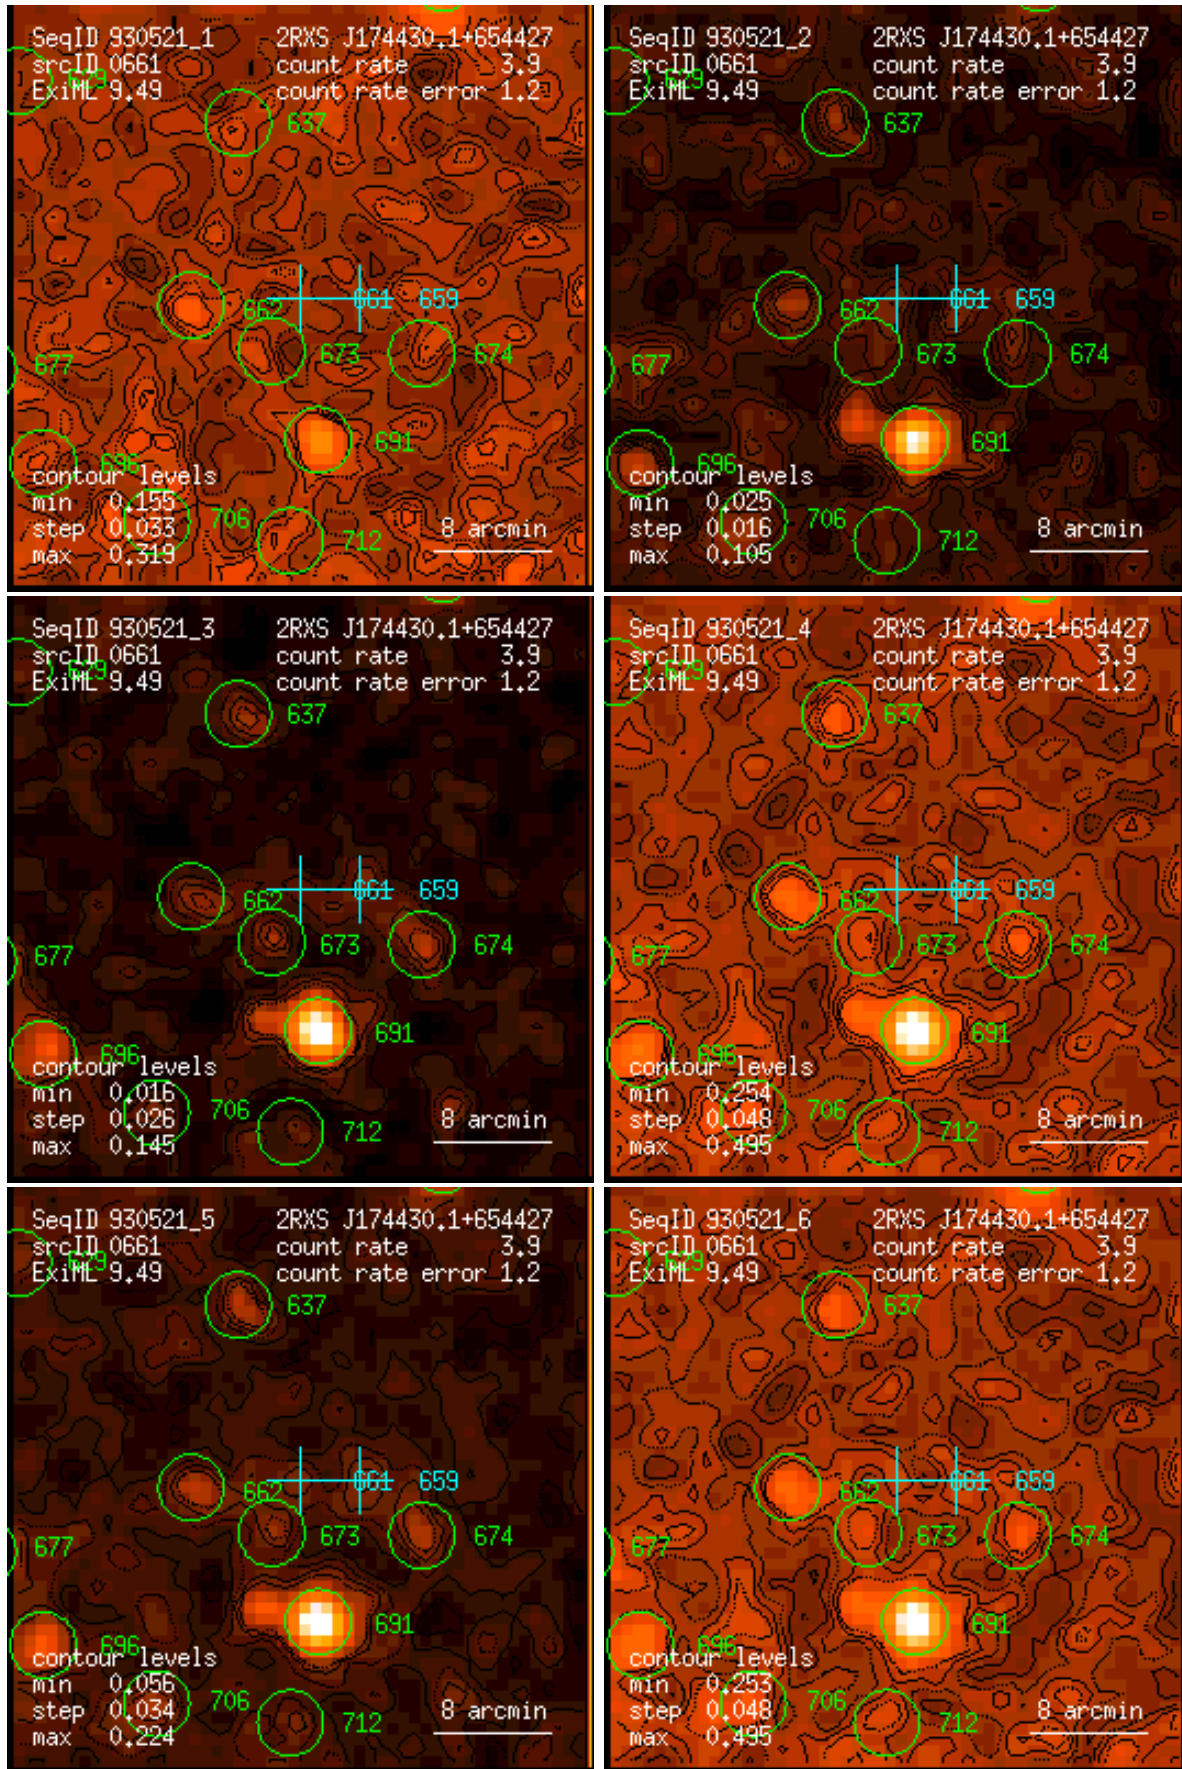 SeqID 930521_1 2RXS J174430.1+654427
srcID 0661 count rate 3.9
629
ExiML 9.49 count rate error 1.2
637
662 661 659
673 674
677
691
696
contour levels
min 0.155
step 0.033 706 8 arcmin
max 0.319 712
SeqID 930521_2 2RXS J174430.1+654427
srcID 0661 count rate 3.9
629
ExiML 9.49 count rate error 1.2
637
662 661 659
673 674
677
691
696
contour levels
min 0.025
step 0.016 706 8 arcmin
max 0.105 712
SeqID 930521_3 2RXS J174430.1+654427
srcID 0661 count rate 3.9
629
ExiML 9.49 count rate error 1.2
637
662 661 659
673 674
677
691
696
contour levels
min 0.016
step 0.026 706 8 arcmin
max 0.145 712
SeqID 930521_4 2RXS J174430.1+654427
srcID 0661 count rate 3.9
629
ExiML 9.49 count rate error 1.2
637
662 661 659
673 674
677
691
696
contour levels
min 0.254
step 0.048 706 8 arcmin
max 0.495 712
SeqID 930521_5 2RXS J174430.1+654427
srcID 0661 count rate 3.9
629
ExiML 9.49 count rate error 1.2
637
662 661 659
673 674
677
691
696
contour levels
min 0.056
step 0.034 706 8 arcmin
max 0.224 712
SeqID 930521_6 2RXS J174430.1+654427
srcID 0661 count rate 3.9
629
ExiML 9.49 count rate error 1.2
637
662 661 659
673 674
677
691
696
contour levels
min 0.253
step 0.048 706 8 arcmin
max 0.495 712